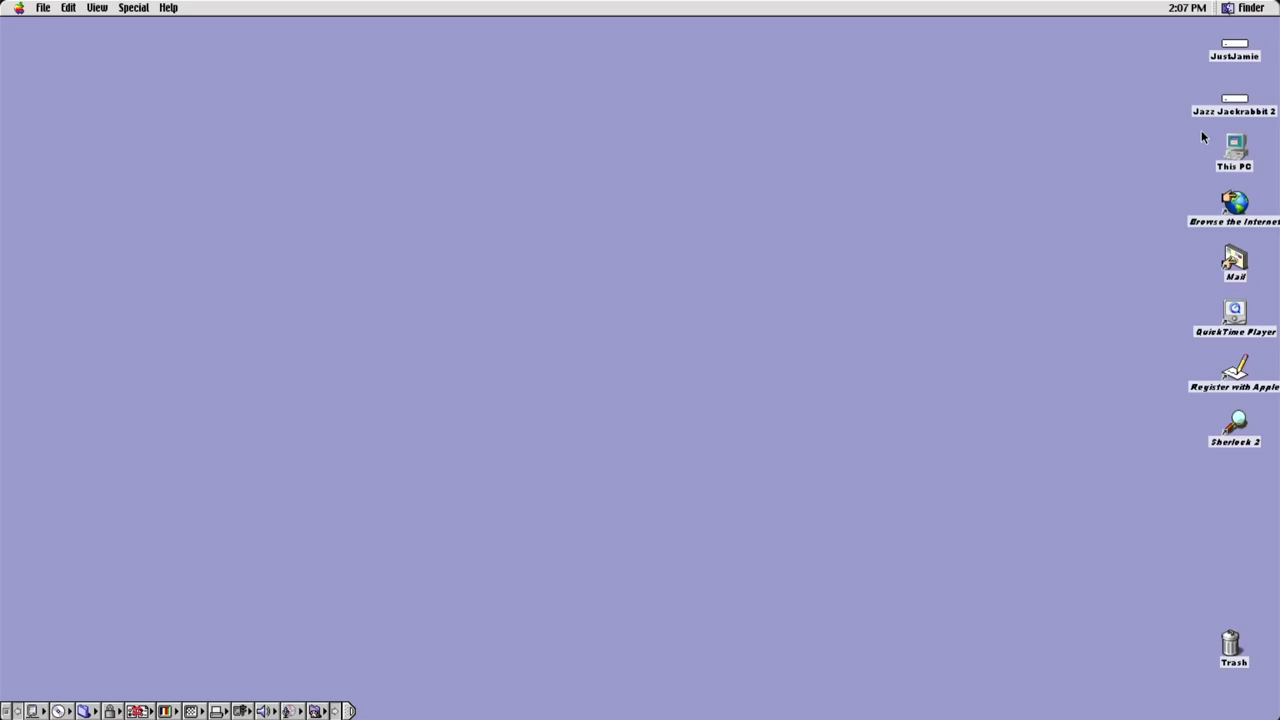 File Edit View Special Help 2:07 PM Finder
JustJamie
Jazz Jackrabbit 2
This PC
Browse the Internet
Mail
QuickTime Player
Register with Apple
Sherlock 2
Trash